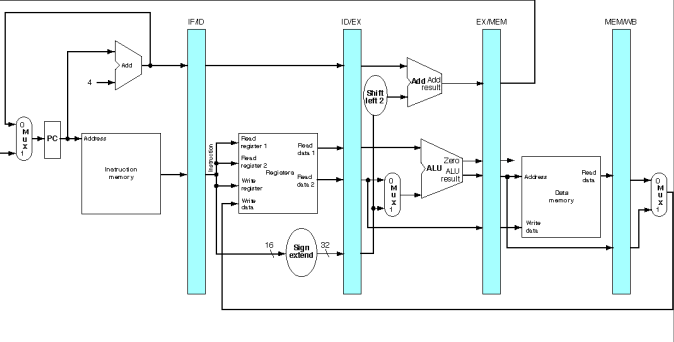 IF/ID
ID/EX
EX/MEM
MEM/WB
Add
4
0
M
u
x
1
PC
Address
Instruction
memory
Instruction
Read
register 1
Read
register 2
Write
register
Write
data
Registers
Read
data 1
Read
data 2
16
Sign
extend
32
Shift
left 2
Add Add
result
0
M
u
x
1
Zero
ALU ALU
result
Address
Data
memory
Write
data
Read
data
0
M
u
x
1